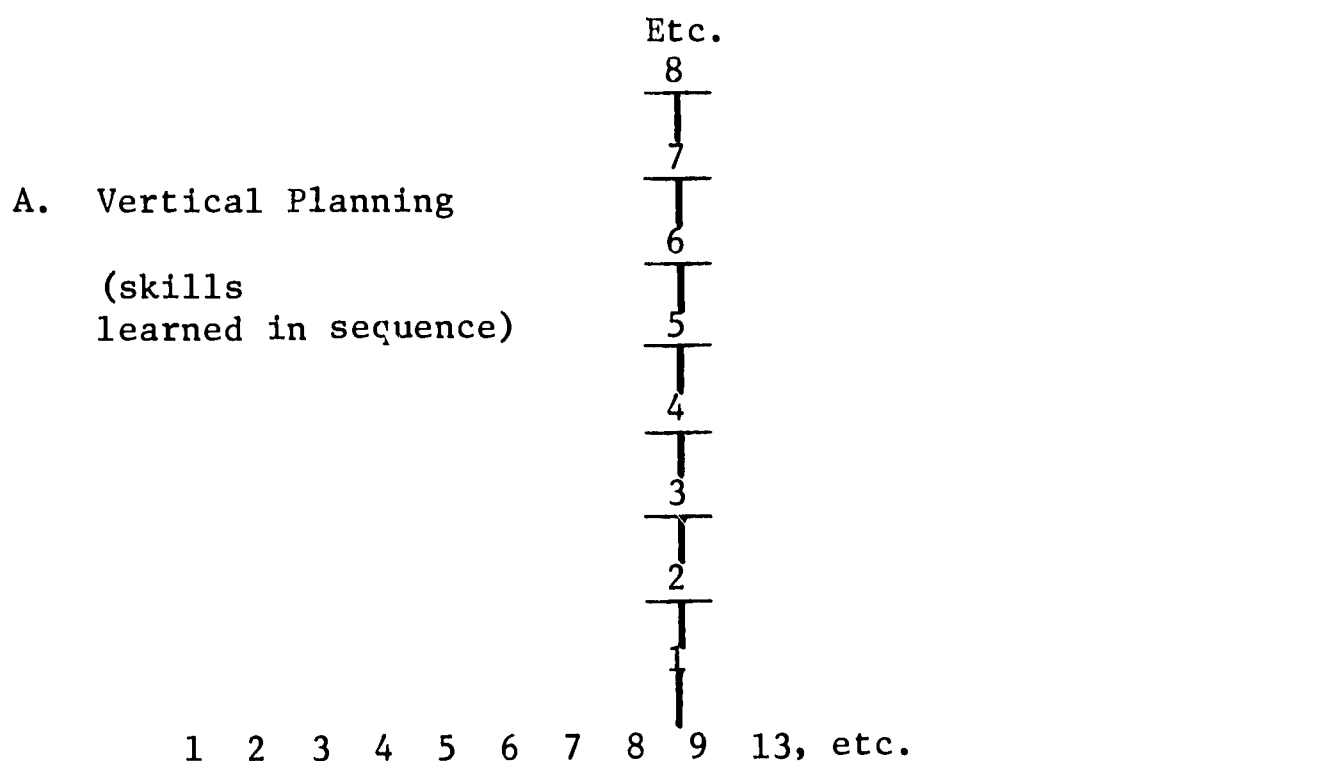 Etc.
8
7
A. Vertical Planning
6
(skills
learned in sequence)
5
4
3
2
1
1 2 3 4 5 6 7 8 9 13, etc.